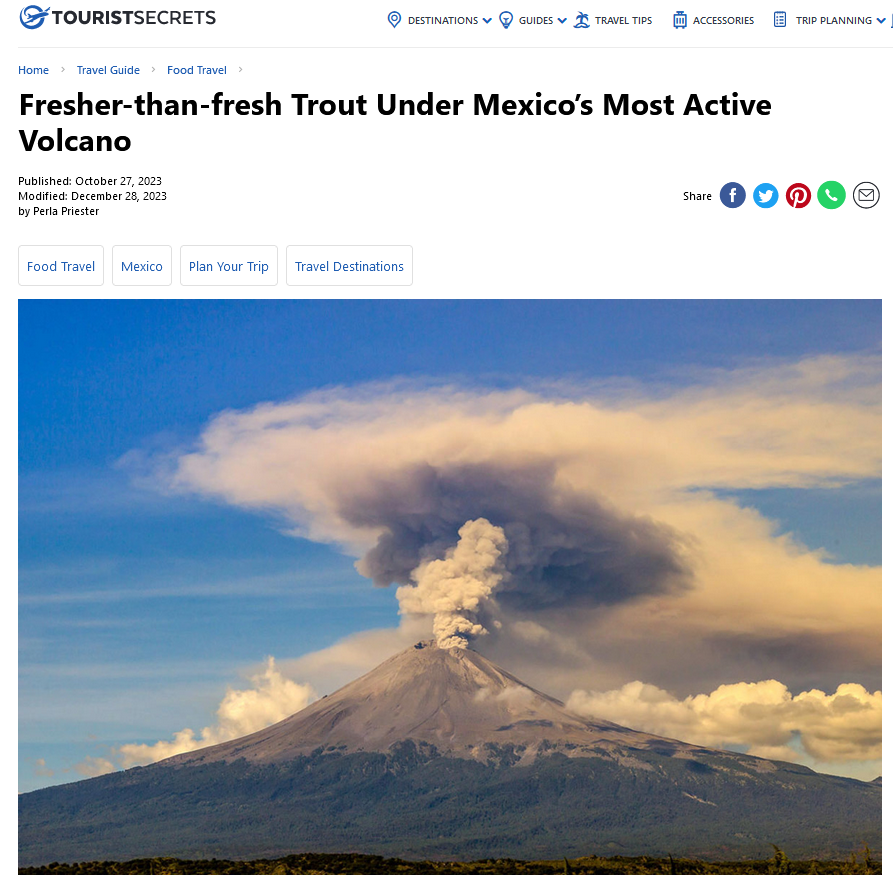 TOURISTSECRETS
DESTINATIONS GUIDES TRAVEL TIPS ACCESSORIES TRIP PLANNING
Home Travel Guide Food Travel
Fresher-than-fresh Trout Under Mexico’s Most Active
Volcano
Published: October 27, 2023
Modified: December 28, 2023
by Perla Priester
Share
Food Travel Mexico Plan Your Trip Travel Destinations